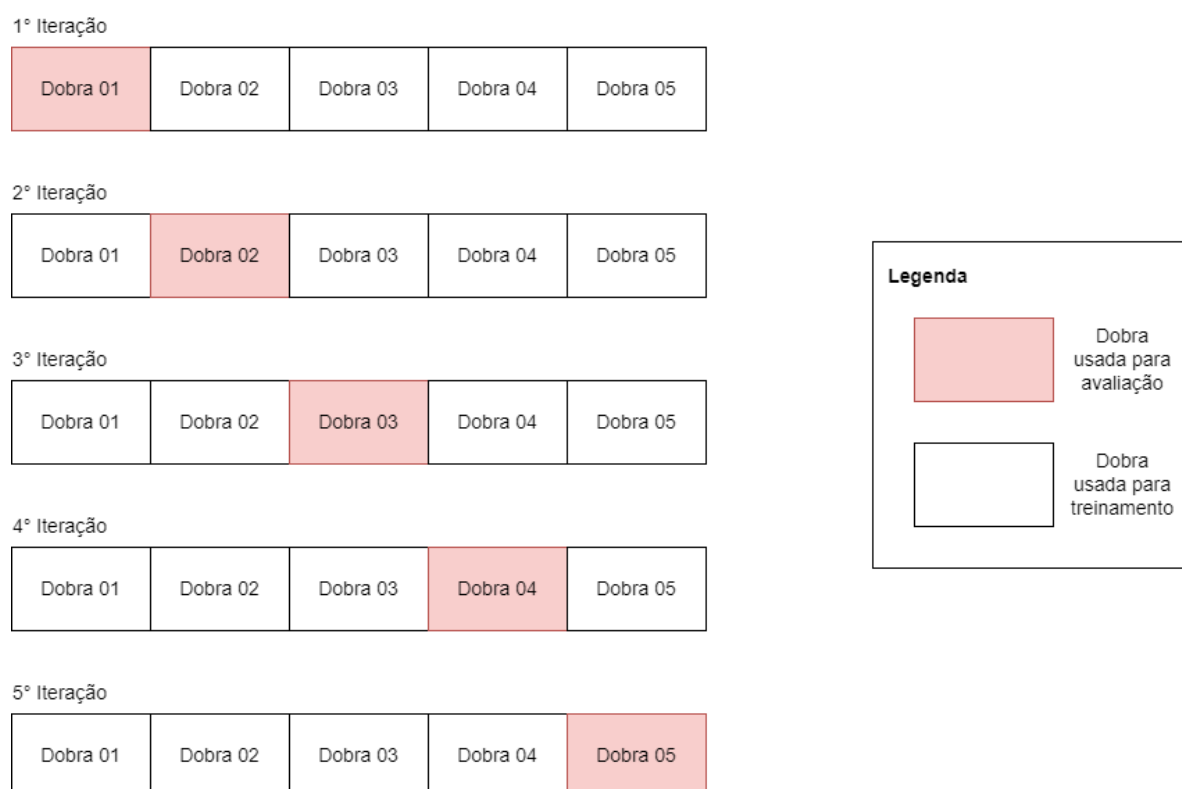 1° Iteração
Dobra 01 Dobra 02 Dobra 03 Dobra 04 Dobra 05
2° Iteração
Dobra 01 Dobra 02 Dobra 03 Dobra 04 Dobra 05
3° Iteração
Dobra 01 Dobra 02 Dobra 03 Dobra 04 Dobra 05
4° Iteração
Dobra 01 Dobra 02 Dobra 03 Dobra 04 Dobra 05
5° Iteração
Dobra 01 Dobra 02 Dobra 03 Dobra 04 Dobra 05
Legenda
Dobra
usada para
avaliação
Dobra
usada para
treinamento